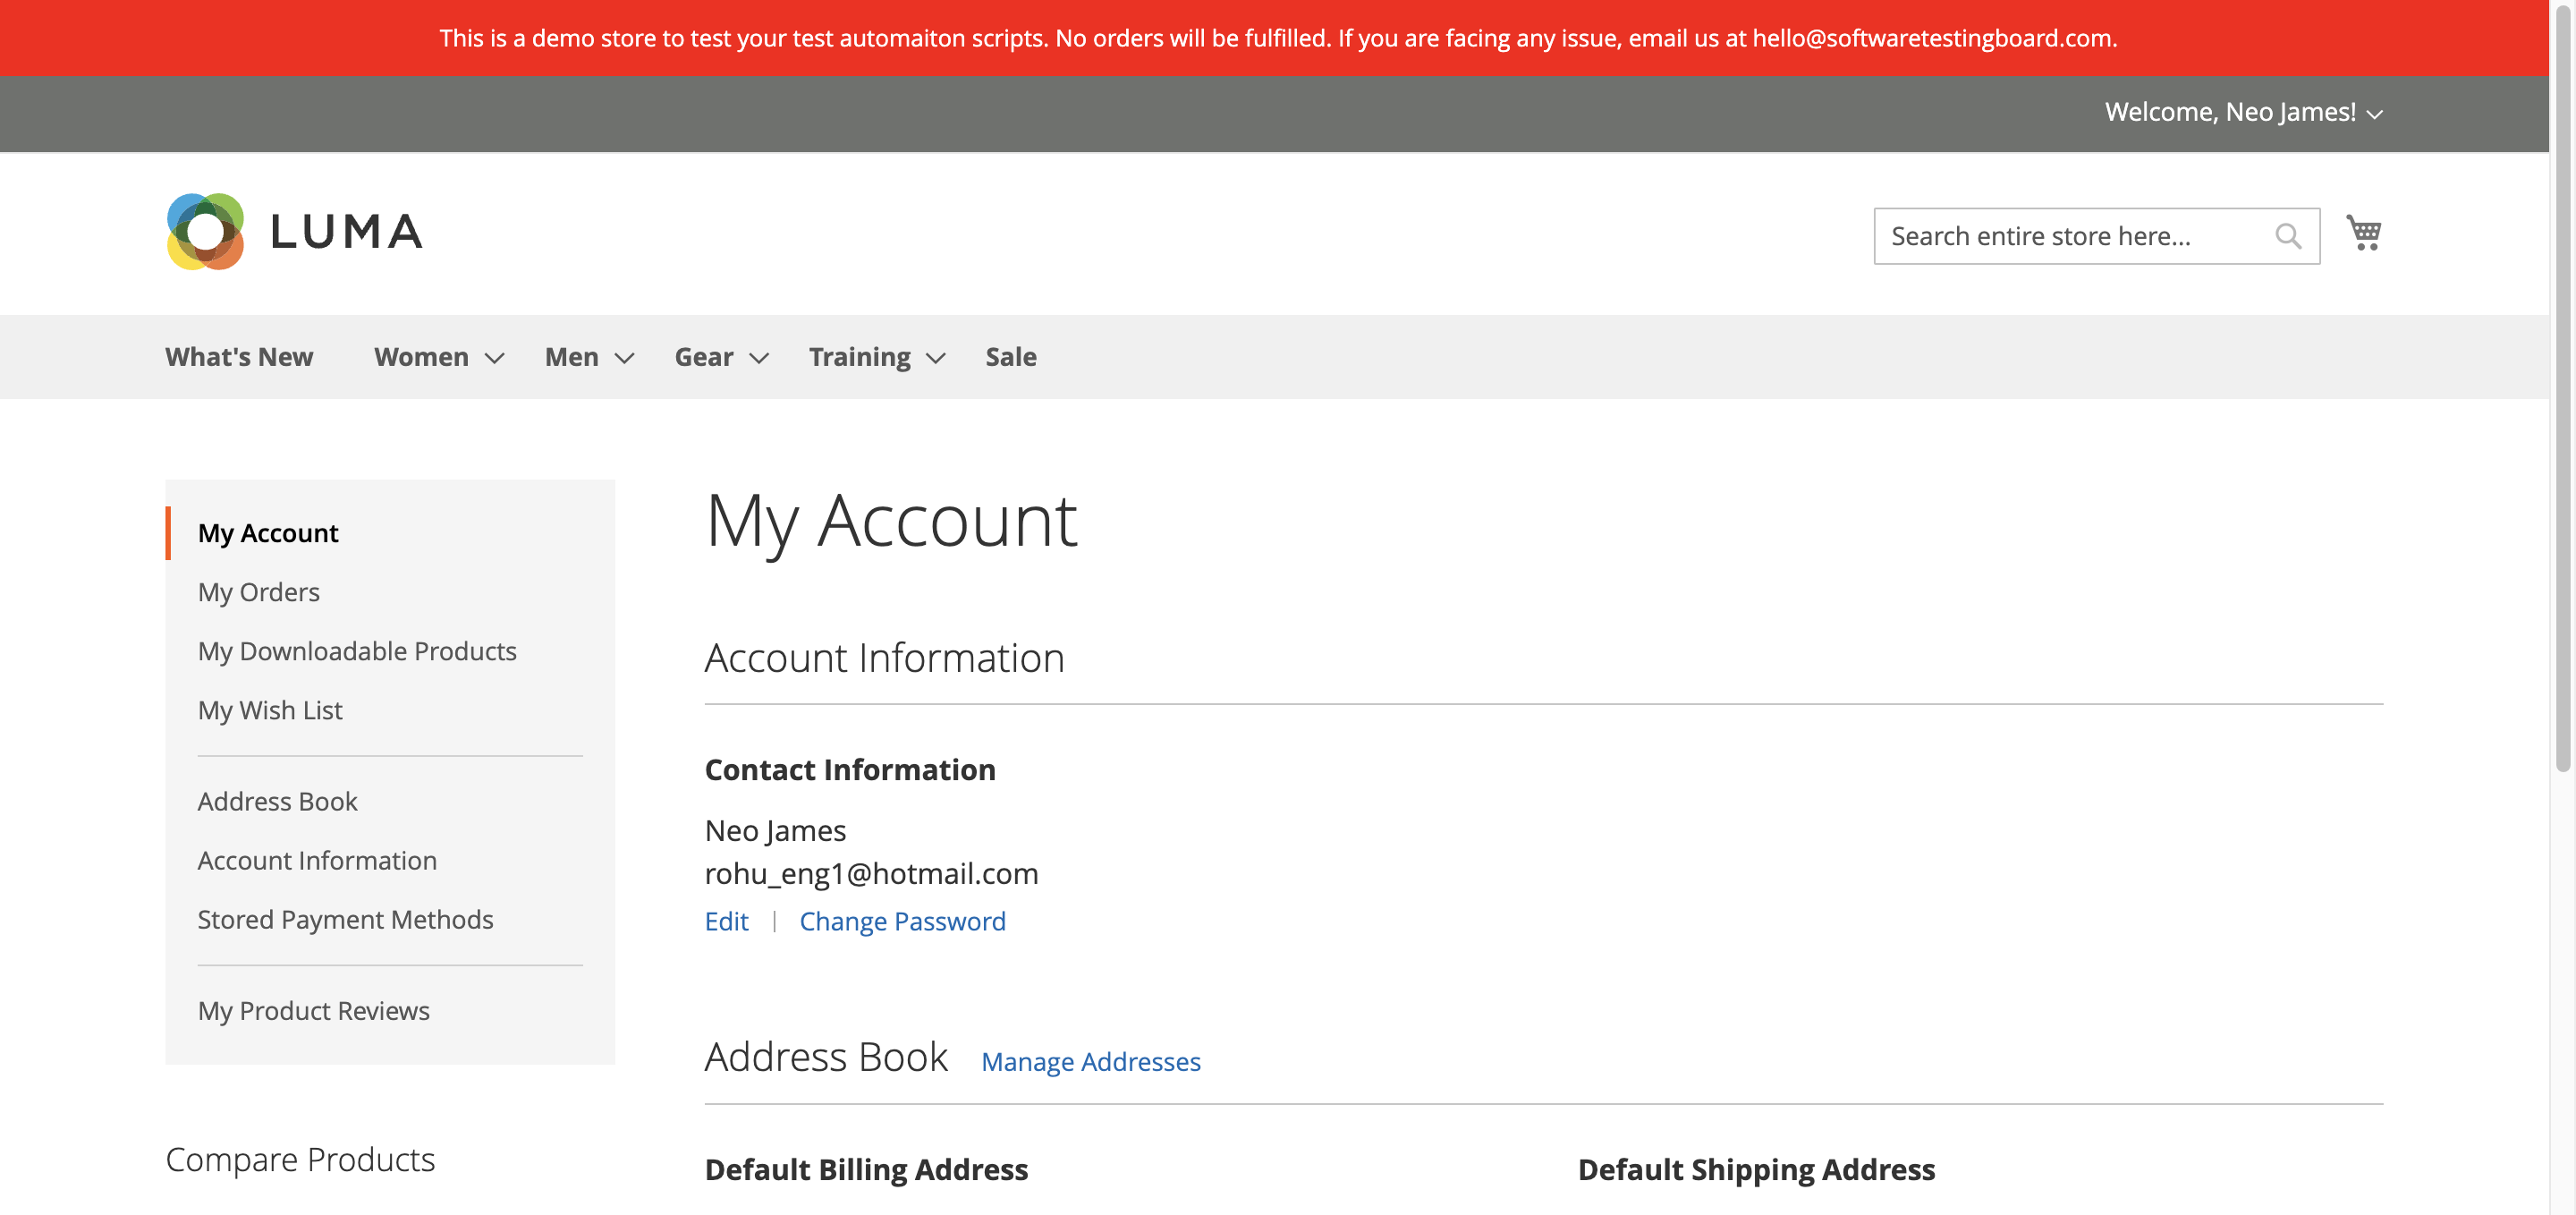 This is a demo store to test your test automaiton scripts. No orders will be fulfilled. If you are facing any issue, email us at hello@softwaretestingboard.com.
Welcome, Neo James!
LUMA
Search entire store here...
What's New Women Men Gear Training Sale
My Account
My Orders
My Downloadable Products
My Wish List
Address Book
Account Information
Stored Payment Methods
My Product Reviews
Compare Products
My Account
Account Information
Contact Information
Neo James
rohu_eng1@hotmail.com
Edit | Change Password
Address Book Manage Addresses
Default Billing Address
Default Shipping Address